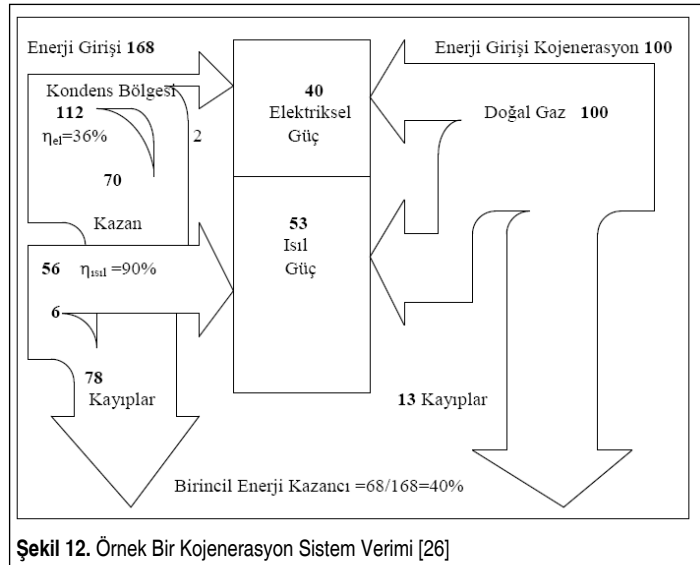 Enerji Girişi 168
Kondens Bölgesi
112
ηel=36%
2
70
Kazan
56 ηısıl =90%
6
78
Kayıplar
40
Elektriksel
Güç
53
Isıl
Güç
Enerji Girişi Kojenerasyon 100
Doğal Gaz 100
13 Kayıplar
Birincil Enerji Kazancı =68/168=40%
Şekil 12. Örnek Bir Kojenerasyon Sistem Verimi [26]